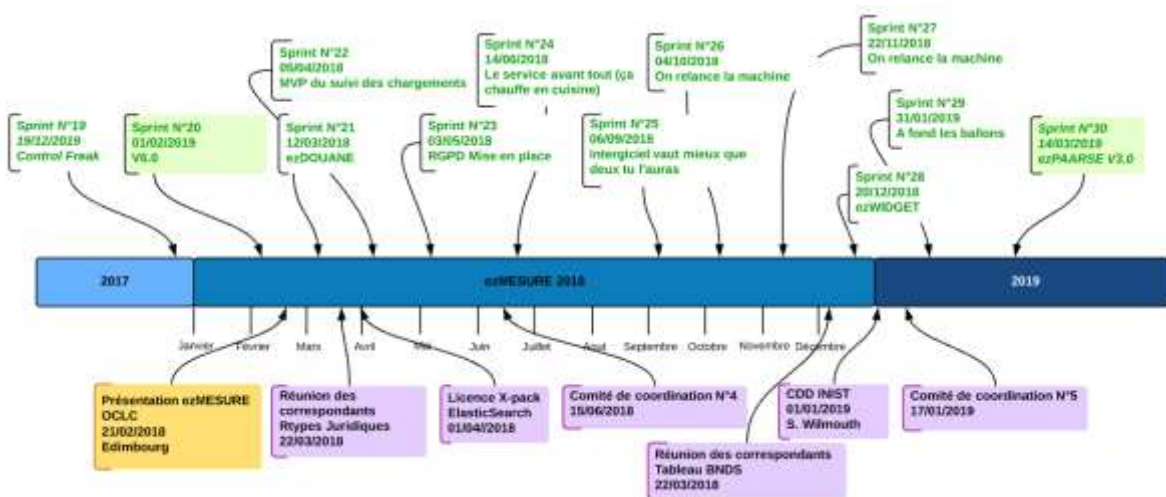 Sprint N°19
19/12/2019
Control Freak
Sprint N°20
01/02/2019
V6.0
Sprint N°22
05/04/2018
MVP du suivi des chargements
Sprint N°21
12/03/2018
ezDOUANE
Sprint N°24
14/06/2018
Le service avant tout (ça
chauffe en cuisine)
Sprint N°23
03/05/2018
RGPD Mise en place
Sprint N°26
04/10/2018
On relance la machine
Sprint N°25
06/09/2018
Intergiciel vaut mieux que
deux tu l'auras
Sprint N°27
22/11/2018
On relance la machine
Sprint N°29
31/01/2019
A fond les ballons
Sprint N°28
20/12/2018
ezWIDGET
Sprint N°30
14/03/2019
ezPAARSE V3.0
2017
ezMESURE 2018
2019
Janvier
Février
Mars
Avril
Mai
Juin
Juillet
Aout
Septembre
Octobre
Novembre
Décembre
Présentation ezMESURE
OCLC
21/02/2018
Edimbourg
Réunion des
correspondants
Rtypes Juridiques
22/03/2018
Licence X-pack
ElasticSearch
01/04//2018
Comité de coordination N°4
15/06/2018
Réunion des correspondants
Tableau BNDS
22/03/2018
CDD INIST
01/01/2019
S. Wilmouth
Comité de coordination N°5
17/01/2019